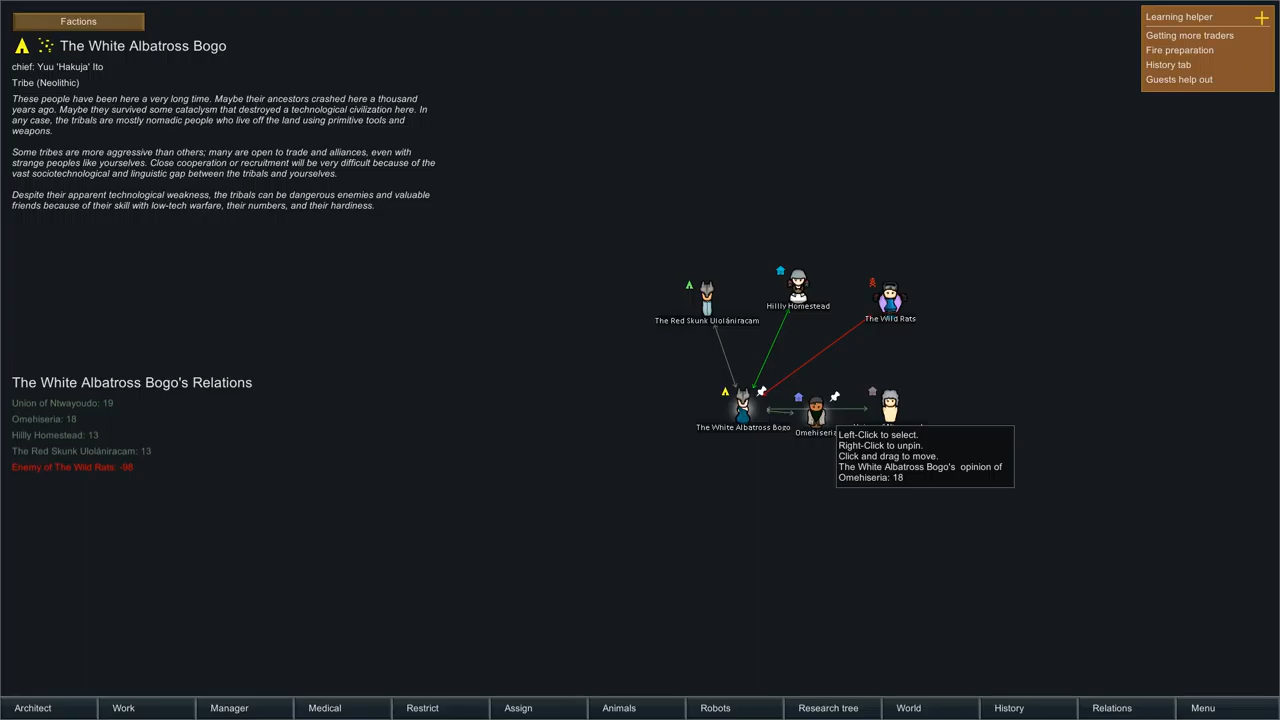 Factions
The White Albatross Bogo
chief: Yuu 'Hakuja' Ito
Tribe (Neolithic)
These people have been here a very long time. Maybe their ancestors crashed here a thousand
years ago. Maybe they survived some cataclysm that destroyed a technological civilization here. In
any case, the tribals are mostly nomadic people who live off the land using primitive tools and
weapons.
Some tribes are more aggressive than others; many are open to trade and alliances, even with
strange peoples like yourselves. Close cooperation or recruitment will be very difficult because of the
vast sociotechnological and linguistic gap between the tribals and yourselves.
Despite their apparent technological weakness, the tribals can be dangerous enemies and valuable
friends because of their skill with low-tech warfare, their numbers, and their hardiness.
Learning helper
Getting more traders
Fire preparation
History tab
Guests help out
The Red Skunk Ulolániracam
Hillly Homestead
The Wild Rats
The White Albatross Bogo
Omehiseria
Left-Click to select.
Right-Click to unpin.
Click and drag to move.
The White Albatross Bogo's opinion of
Omehiseria: 18
The White Albatross Bogo's Relations
Union of Ntwayoudo: 19
Omehiseria: 18
Hillly Homestead: 13
The Red Skunk Ulolániracam: 13
Enemy of The Wild Rats: -98
Architect
Work
Manager
Medical
Restrict
Assign
Animals
Robots
Research tree
World
History
Relations
Menu